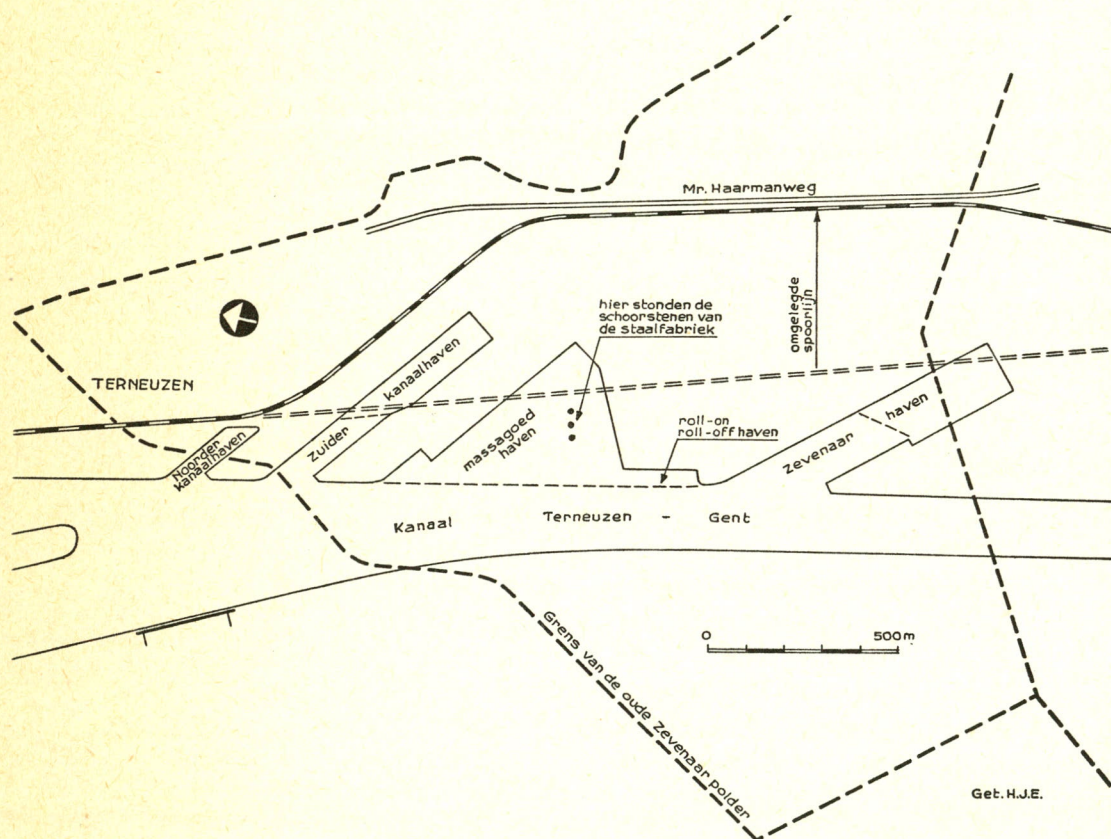 Mr. Haarmanweg
hier stonden de
schoorstenen van
de staalfabriek
omgelegde
spoorlijn
TERNEUZEN
Noorder
kanaalhaven
Zuider kanaalhaven
massagoed
haven
roll-on
roll-off haven
Zevenaar haven
Kanaal Terneuzen - Gent
0 500m
Grens van de oude Zevenaar polder
Get. H.J.E.